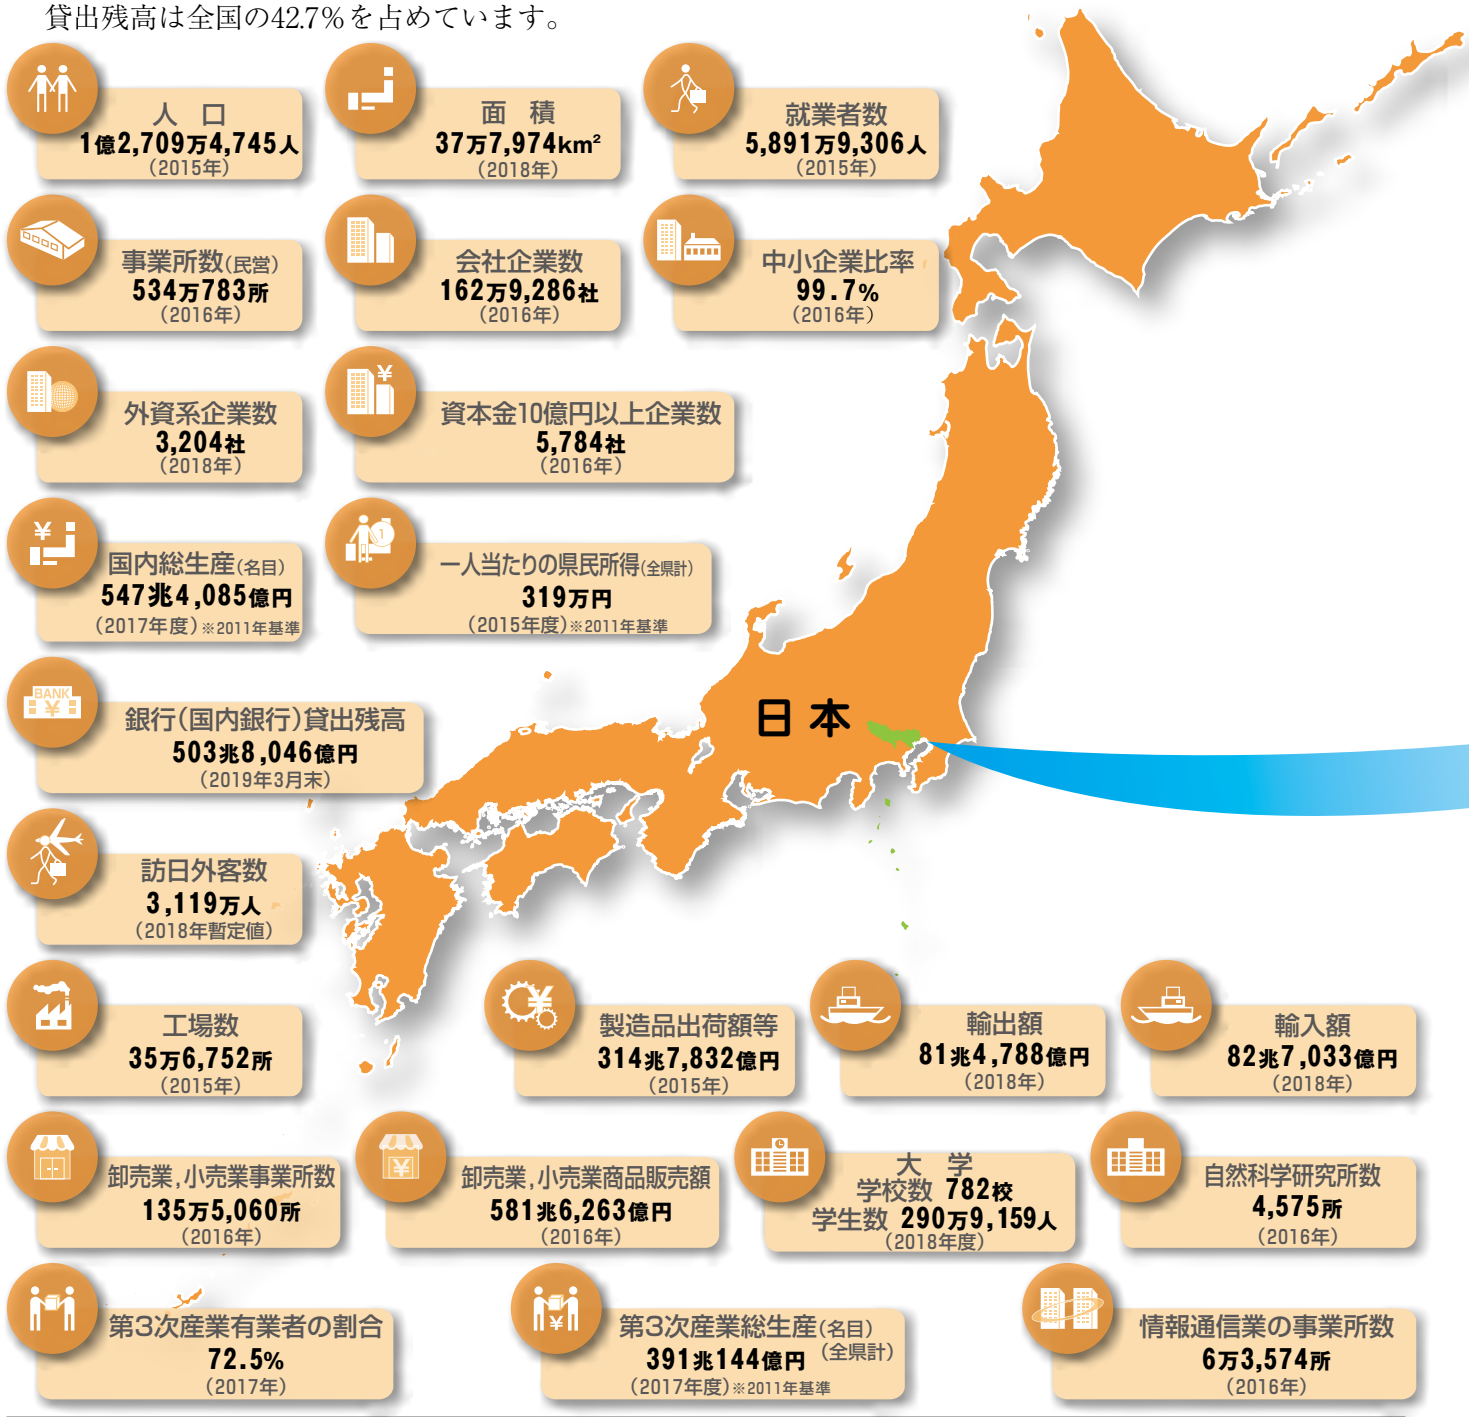 貸出残高は全国の42.7％を占めています。
人　口
1億2,709万4,745人
（2015年）
面　積
37万7,974km²
（2018年）
就業者数
5,891万9,306人
（2015年）
事業所数（民営）
534万783所
（2016年）
会社企業数
162万9,286社
（2016年）
中小企業比率
99.7%
（2016年）
外資系企業数
3,204社
（2018年）
¥
資本金10億円以上企業数
5,784社
（2016年）
¥
国内総生産（名目）
547兆4,085億円
（2017年度）※2011年基準
1
一人当たりの県民所得（全県計）
319万円
（2015年度）※2011年基準
BANK
¥
銀行（国内銀行）貸出残高
503兆8,046億円
（2019年3月末）
日本
訪日外客数
3,119万人
（2018年暫定値）
工場数
35万6,752所
（2015年）
¥
製造品出荷額等
314兆7,832億円
（2015年）
輸出額
81兆4,788億円
（2018年）
輸入額
82兆7,033億円
（2018年）
卸売業，小売業事業所数
135万5,060所
（2016年）
¥
卸売業，小売業商品販売額
581兆6,263億円
（2016年）
大　学
学校数 782校
学生数 290万9,159人
（2018年度）
自然科学研究所数
4,575所
（2016年）
第3次産業有業者の割合
72.5%
（2017年）
¥
第3次産業総生産（名目）
（全県計）
391兆144億円
（2017年度）※2011年基準
情報通信業の事業所数
6万3,574所
（2016年）